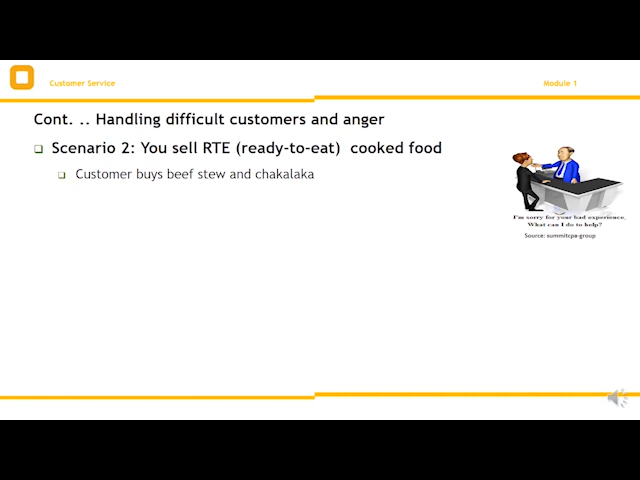 Customer Service
Module 1
Cont. .. Handling difficult customers and anger
Scenario 2: You sell RTE (ready-to-eat) cooked food
Customer buys beef stew and chakalaka
I'm sorry for your bad experience,
What can I do to help?
Source: summitcpa-group